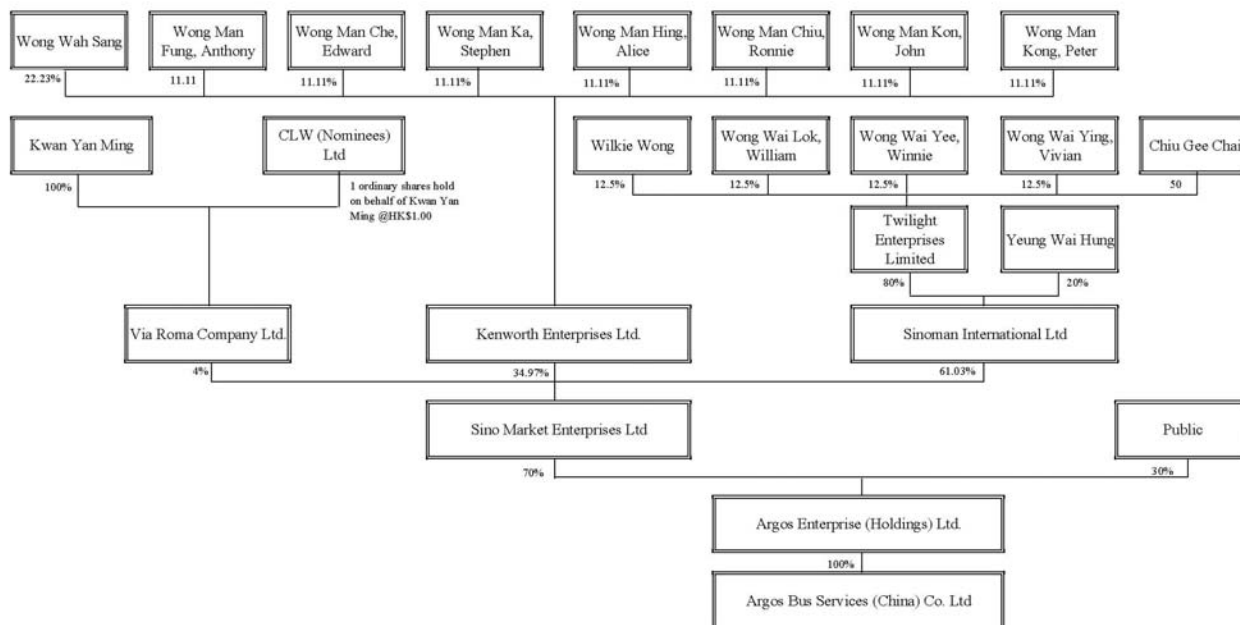 Wong Wah Sang
Wong Man
Fung, Anthony
Wong Man Che,
Edward
Wong Man Ka,
Stephen
Wong Man Hing,
Alice
Wong Man Chiu,
Ronnie
Wong Man Kon,
John
Wong Man
Kong, Peter
22.23%
11.11
11.11%
11.11%
11.11%
11.11%
11.11%
11.11%
Kwan Yan Ming
CLW (Nominees)
Ltd
Wilkie Wong
Wong Wai Lok,
William
Wong Wai Yee,
Winnie
Wong Wai Ying,
Vivian
Chiu Gee Chai
100%
1 ordinary shares hold
on behalf of Kwan Yan
Ming @HK$1.00
12.5%
12.5%
12.5%
12.5%
50
Twilight
Enterprises
Limited
Yeung Wai Hung
80%
20%
Via Roma Company Ltd.
Kenworth Enterprises Ltd.
Sinoman International Ltd
4%
34.97%
61.03%
Sino Market Enterprises Ltd
Public
70%
30%
Argos Enterprise (Holdings) Ltd.
100%
Argos Bus Services (China) Co. Ltd